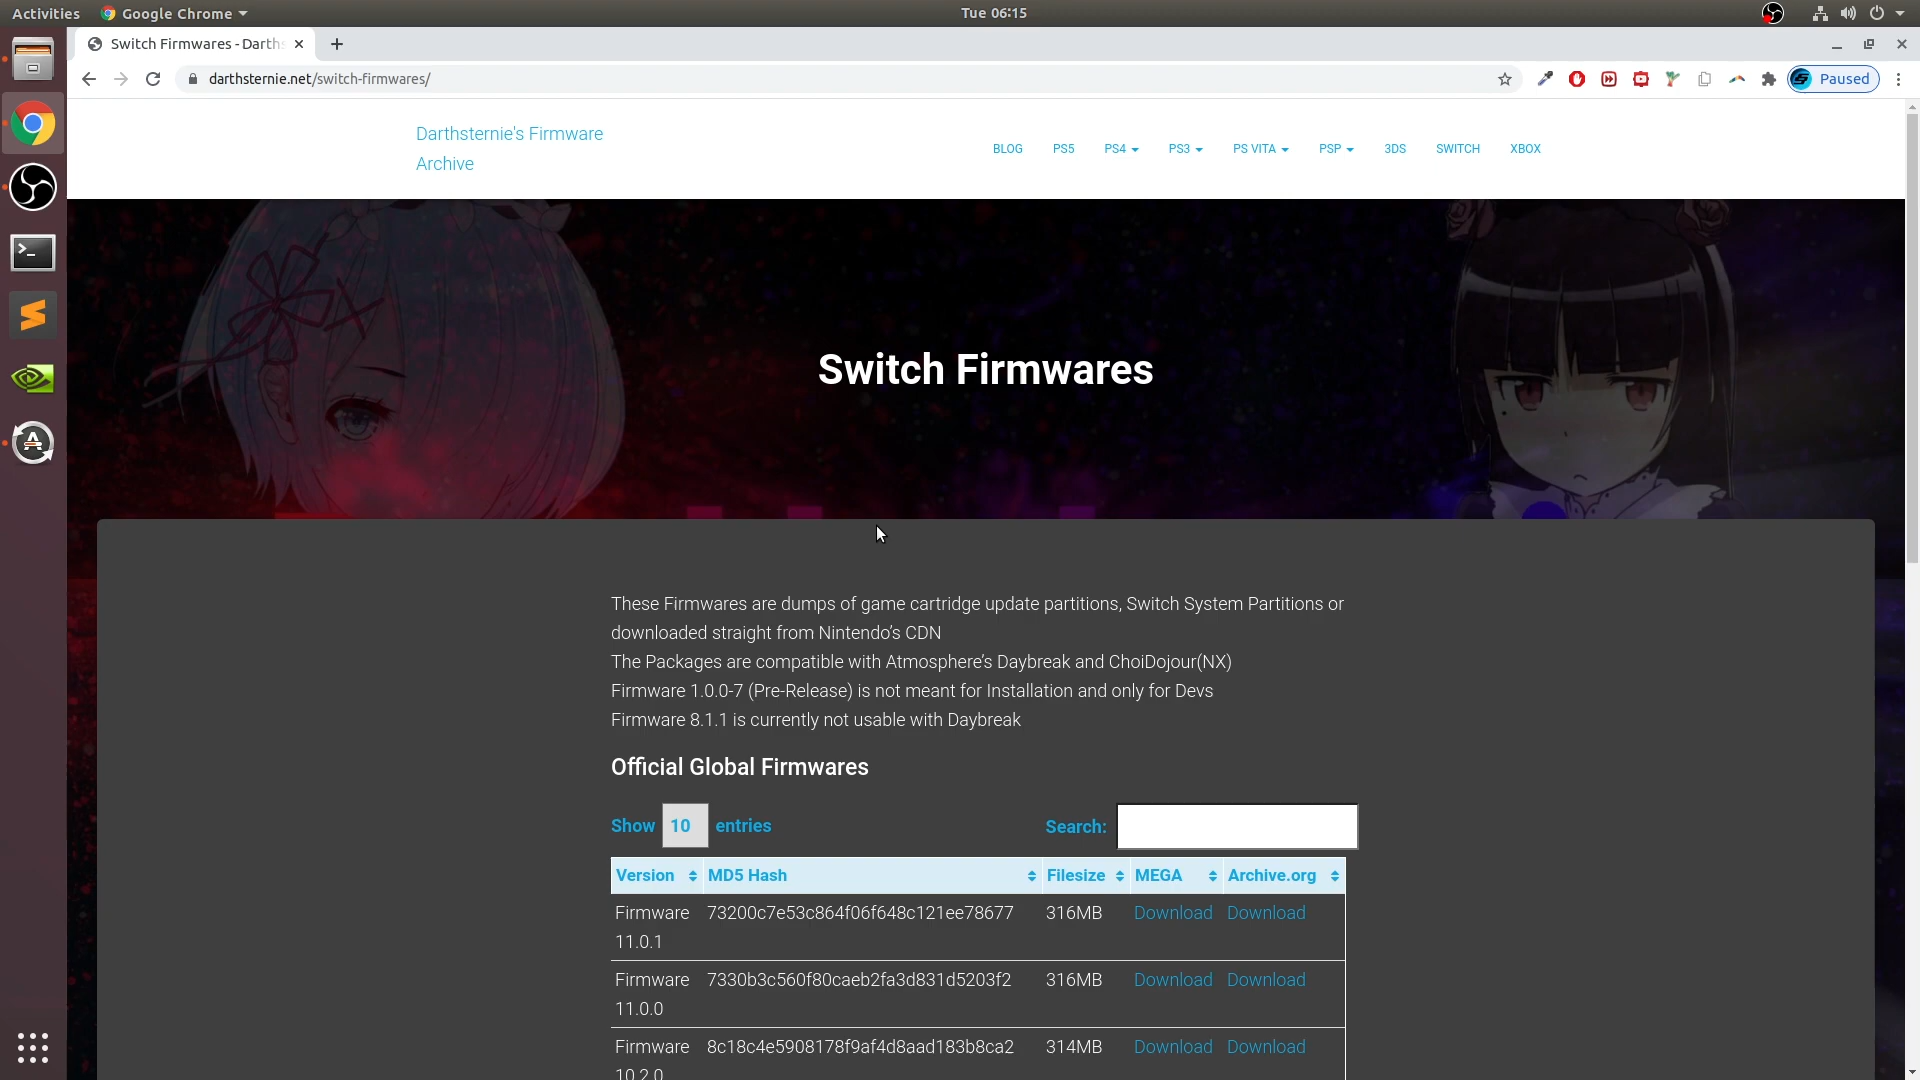 Activities Google Chrome Tue 06:15
Switch Firmwares - Darths
darthsternie.net/switch-firmwares/ Paused
Darthsternie's Firmware
Archive
BLOG PS5 PS4 PS3 PS VITA PSP 3DS SWITCH XBOX
Switch Firmwares
These Firmwares are dumps of game cartridge update partitions, Switch System Partitions or
downloaded straight from Nintendo’s CDN
The Packages are compatible with Atmosphere’s Daybreak and ChoiDojour(NX)
Firmware 1.0.0-7 (Pre-Release) is not meant for Installation and only for Devs
Firmware 8.1.1 is currently not usable with Daybreak
Official Global Firmwares
Show 10 entries Search:
Version MD5 Hash Filesize MEGA Archive.org
Firmware 73200c7e53c864f06f648c121ee78677 316MB Download Download
11.0.1
Firmware 7330b3c560f80caeb2fa3d831d5203f2 316MB Download Download
11.0.0
Firmware 8c18c4e5908178f9af4d8aad183b8ca2 314MB Download Download
10.2.0